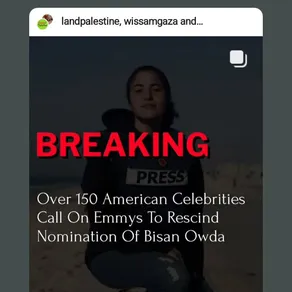 landpalestine, wissamgaza and...
BREAKING
PRESS
Over 150 American Celebrities
Call On Emmys To Rescind
Nomination Of Bisan Owda